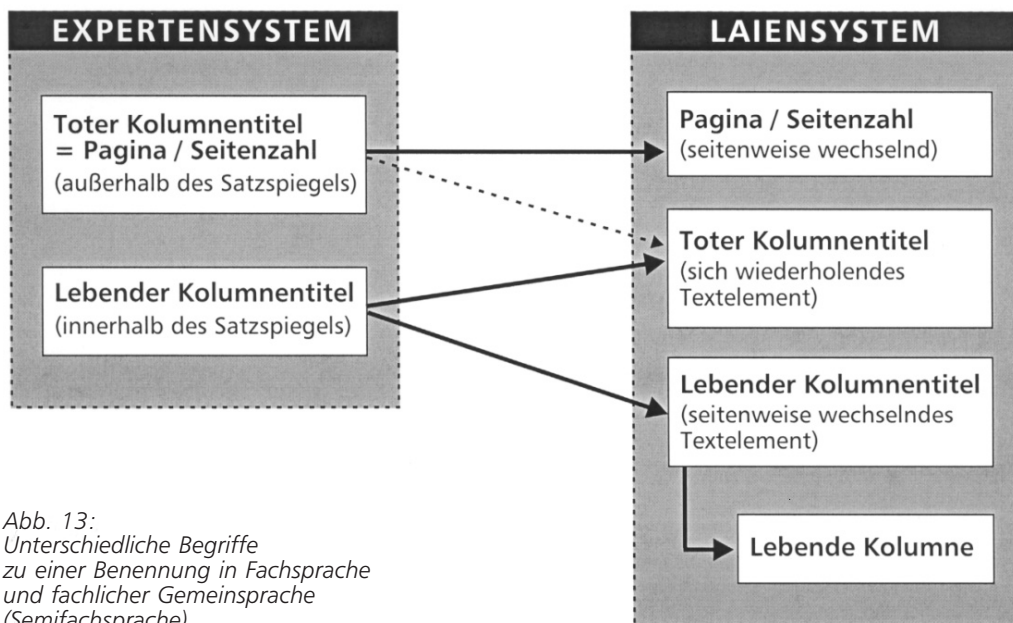 EXPERTENSYSTEM
Toter Kolumnentitel
= Pagina / Seitenzahl
(außerhalb des Satzspiegels)
Lebender Kolumnentitel
(innerhalb des Satzspiegels)
LAIENSYSTEM
Pagina / Seitenzahl
(seitenweise wechselnd)
Toter Kolumnentitel
(sich wiederholendes
Textelement)
Lebender Kolumnentitel
(seitenweise wechselndes
Textelement)
Lebende Kolumne
Abb. 13:
Unterschiedliche Begriffe
zu einer Benennung in Fachsprache
und fachlicher Gemeinsprache
(Semifachsprache)